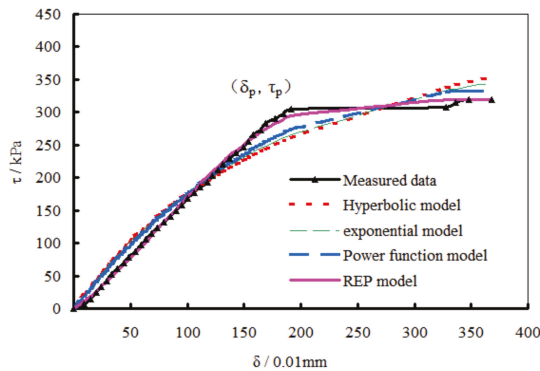 450
400
350
300
250
200
150
100
50
0
τ / kPa
(δp, τp)
Measured data
Hyperbolic model
exponential model
Power function model
REP model
50 100 150 200 250 300 350 400
δ / 0.01mm